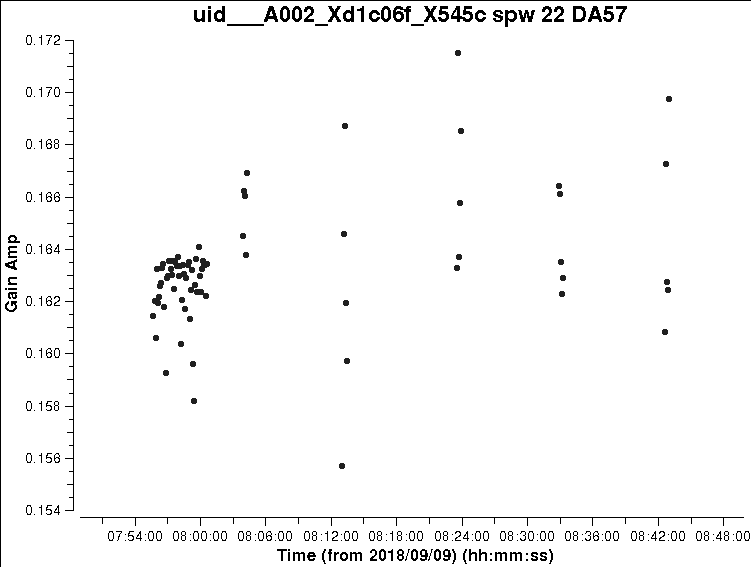 uid___A002_Xd1c06f_X545c spw 22 DA57
0.172
0.170
0.168
0.166
0.164
0.162
0.160
0.158
0.156
0.154
Gain Amp
07:54:00 08:00:00 08:06:00 08:12:00 08:18:00 08:24:00 08:30:00 08:36:00 08:42:00 08:48:00
Time (from 2018/09/09) (hh:mm:ss)